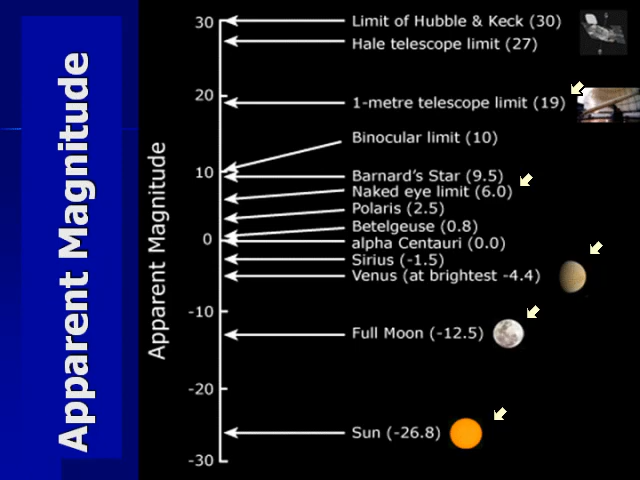 Apparent Magnitude
Apparent Magnitude
30
20
10
0
-10
-20
-30
Limit of Hubble & Keck (30)
Hale telescope limit (27)
1-metre telescope limit (19)
Binocular limit (10)
Barnard's Star (9.5)
Naked eye limit (6.0)
Polaris (2.5)
Betelgeuse (0.8)
alpha Centauri (0.0)
Sirius (-1.5)
Venus (at brightest -4.4)
Full Moon (-12.5)
Sun (-26.8)